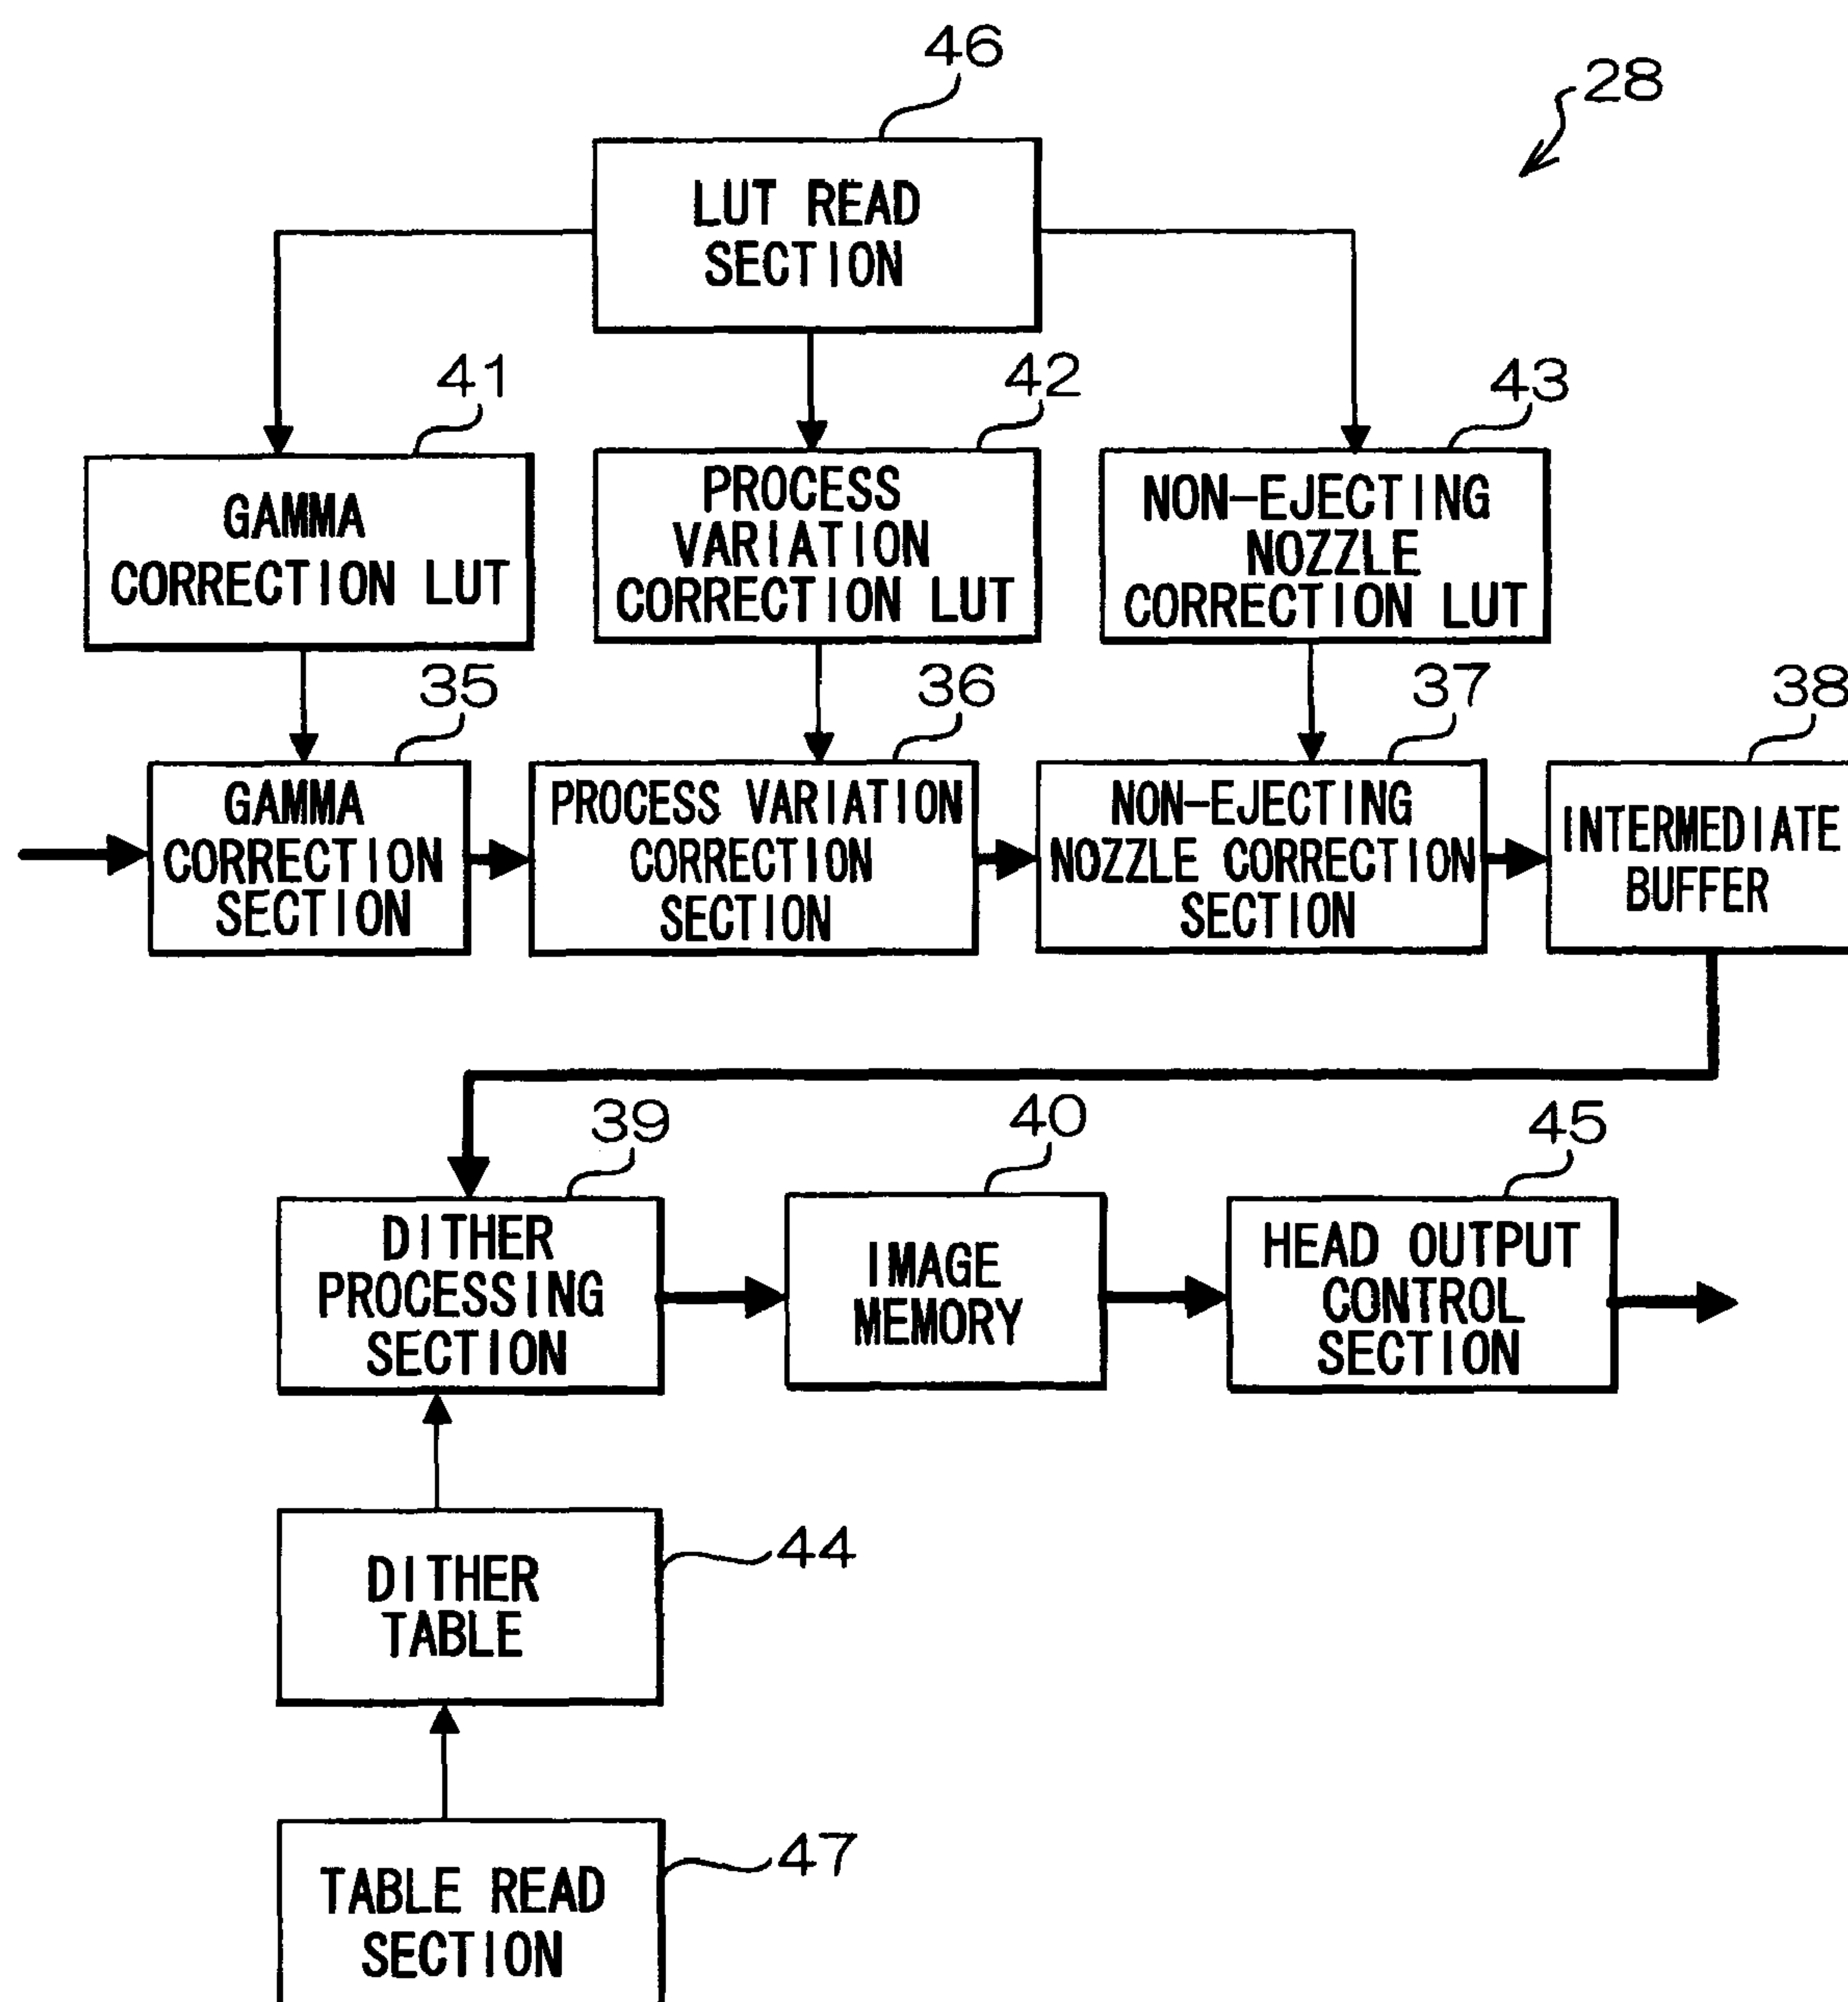 46
28
LUT READ
SECTION
41
42
43
GAMMA
CORRECTION LUT
PROCESS
VARIATION
CORRECTION LUT
NON-EJECTING
NOZZLE
CORRECTION LUT
35
36
37
38
GAMMA
CORRECTION
SECTION
PROCESS VARIATION
CORRECTION
SECTION
NON-EJECTING
NOZZLE CORRECTION
SECTION
INTERMEDIATE
BUFFER
39
40
45
DITHER
PROCESSING
SECTION
IMAGE
MEMORY
HEAD OUTPUT
CONTROL
SECTION
DITHER
TABLE
44
TABLE READ
SECTION
47